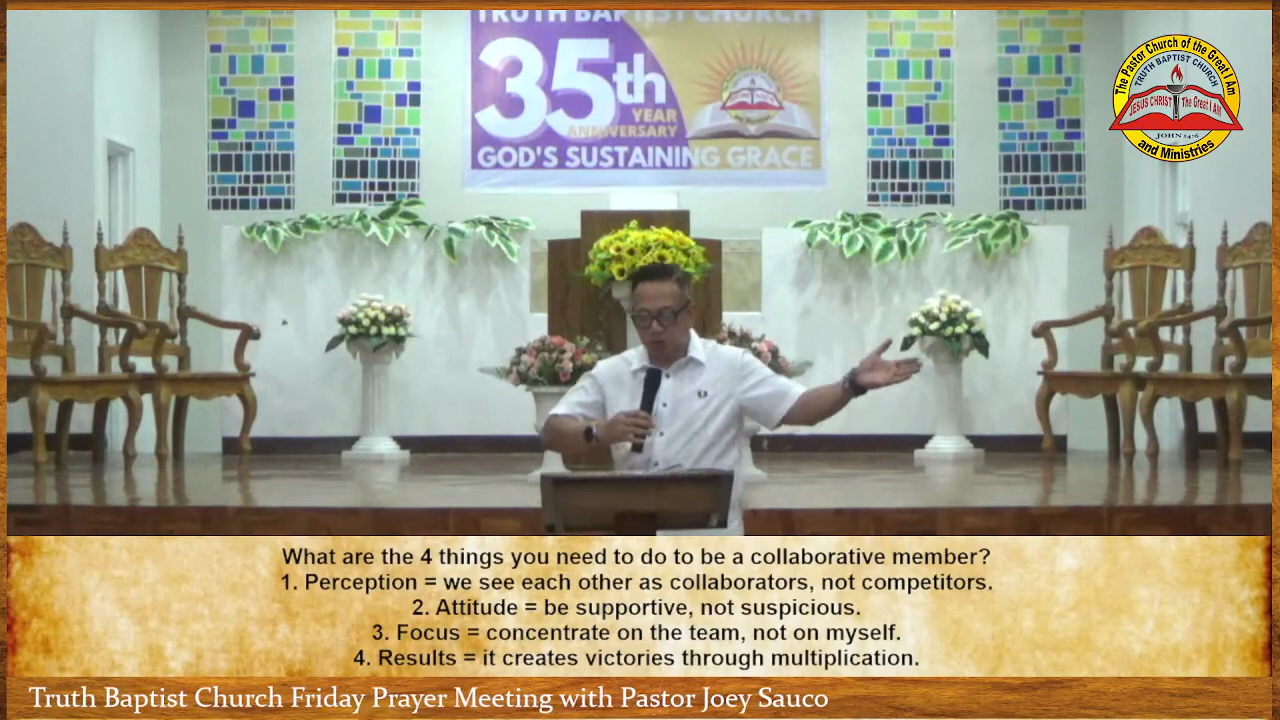 TRUTH BAPTIST CHURCH
35th
YEAR
ANNIVERSARY
GOD'S SUSTAINING GRACE
The Pastor Church of the Great I Am
TRUTH BAPTIST CHURCH
JESUS CHRIST The Great I AM
JOHN 14:6
and Ministries
What are the 4 things you need to do to be a collaborative member?
1. Perception = we see each other as collaborators, not competitors.
2. Attitude = be supportive, not suspicious.
3. Focus = concentrate on the team, not on myself.
4. Results = it creates victories through multiplication.
Truth Baptist Church Friday Prayer Meeting with Pastor Joey Sauco